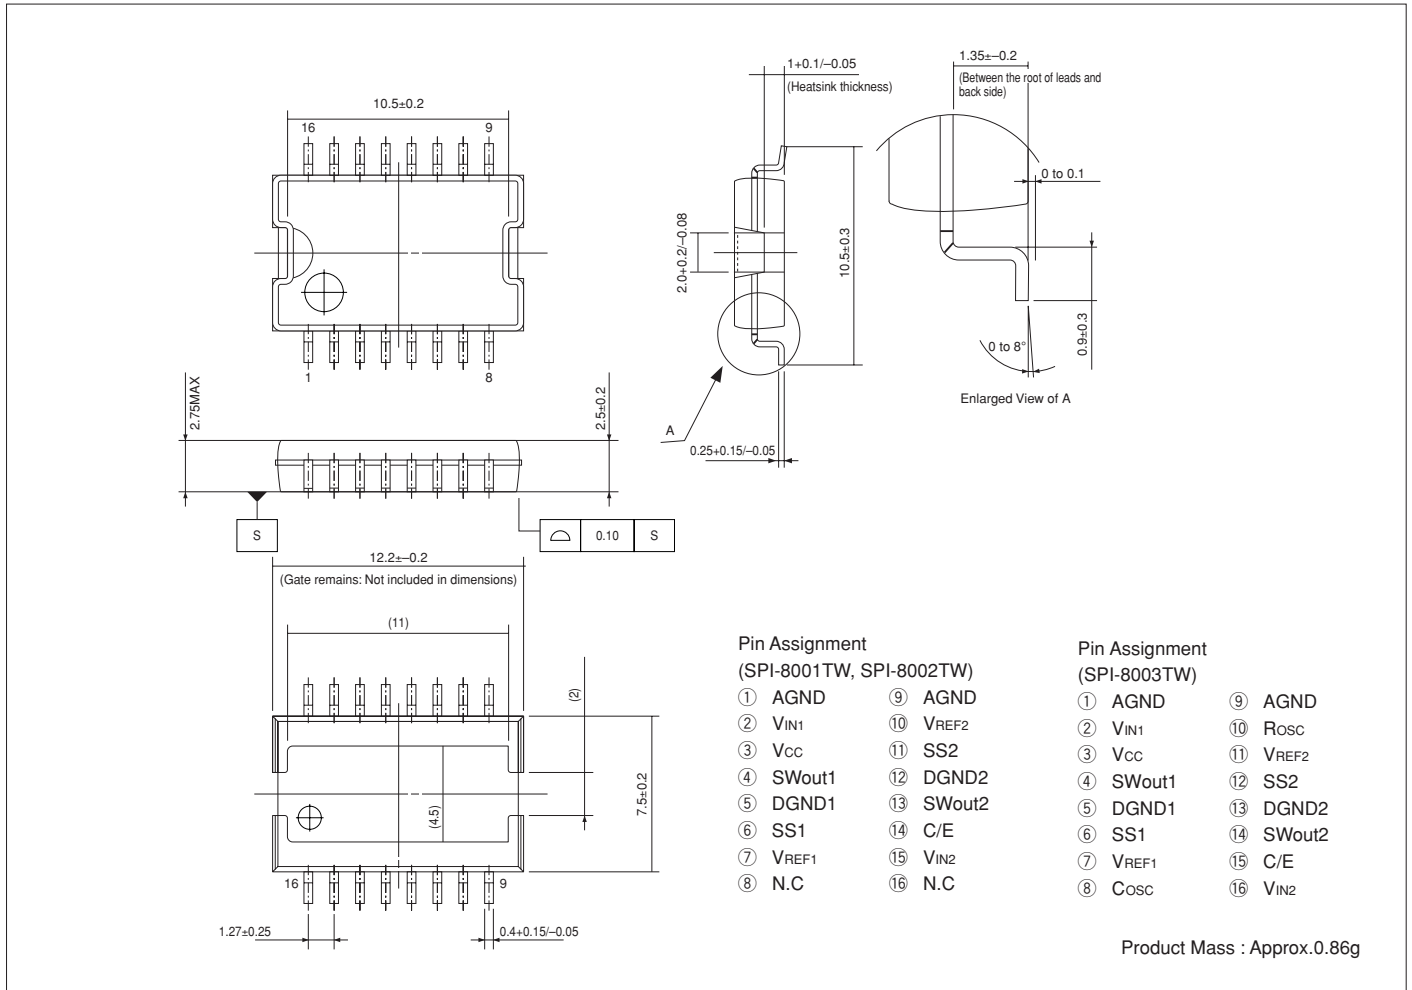 10.5±0.2
16
9
1
8
1+0.1/–0.05
(Heatsink thickness)
2.0+0.2/–0.08
10.5±0.3
A
0.25+0.15/–0.05
1.35±–0.2
(Between the root of leads and
back side)
0 to 0.1
0 to 8°
0.9±0.3
Enlarged View of A
2.75MAX
2.5±0.2
S
0.10
S
12.2±–0.2
(Gate remains: Not included in dimensions)
(11)
(2)
(4.5)
7.5±0.2
16
9
1.27±0.25
0.4+0.15/–0.05
Pin Assignment
(SPI-8001TW, SPI-8002TW)
① AGND
② VIN1
③ VCC
④ SWout1
⑤ DGND1
⑥ SS1
⑦ VREF1
⑧ N.C
⑨ AGND
⑩ VREF2
⑪ SS2
⑫ DGND2
⑬ SWout2
⑭ C/E
⑮ VIN2
⑯ N.C
Pin Assignment
(SPI-8003TW)
① AGND
② VIN1
③ VCC
④ SWout1
⑤ DGND1
⑥ SS1
⑦ VREF1
⑧ COSC
⑨ AGND
⑩ ROSC
⑪ VREF2
⑫ SS2
⑬ DGND2
⑭ SWout2
⑮ C/E
⑯ VIN2
Product Mass : Approx.0.86g